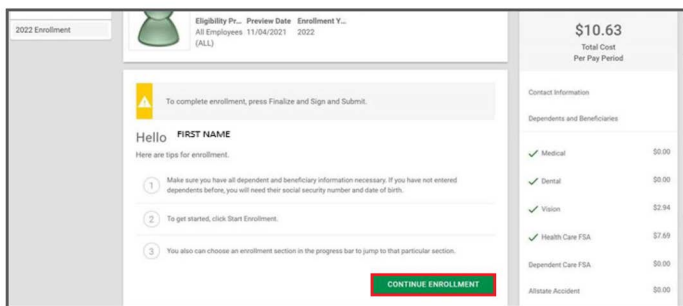 2022 Enrollment
Eligibility Pr... Preview Date Enrollment Y...
All Employees 11/04/2021 2022
(ALL)
To complete enrollment, press Finalize and Sign and Submit.
Hello FIRST NAME
Here are tips for enrollment.
1 Make sure you have all dependent and beneficiary information necessary. If you have not entered
dependents before, you will need their social security number and date of birth.
2 To get started, click Start Enrollment.
3 You also can choose an enrollment section in the progress bar to jump to that particular section.
CONTINUE ENROLLMENT
$10.63
Total Cost
Per Pay Period
Contact Information
Dependents and Beneficiaries
Medical $0.00
Dental $0.00
Vision $2.94
Health Care FSA $7.69
Dependent Care FSA $0.00
Allstate Accident $0.00